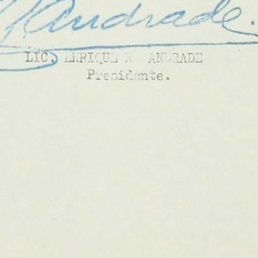 Andrade.
LIC. ENRIQUE R. ANDRADE
Presidente.